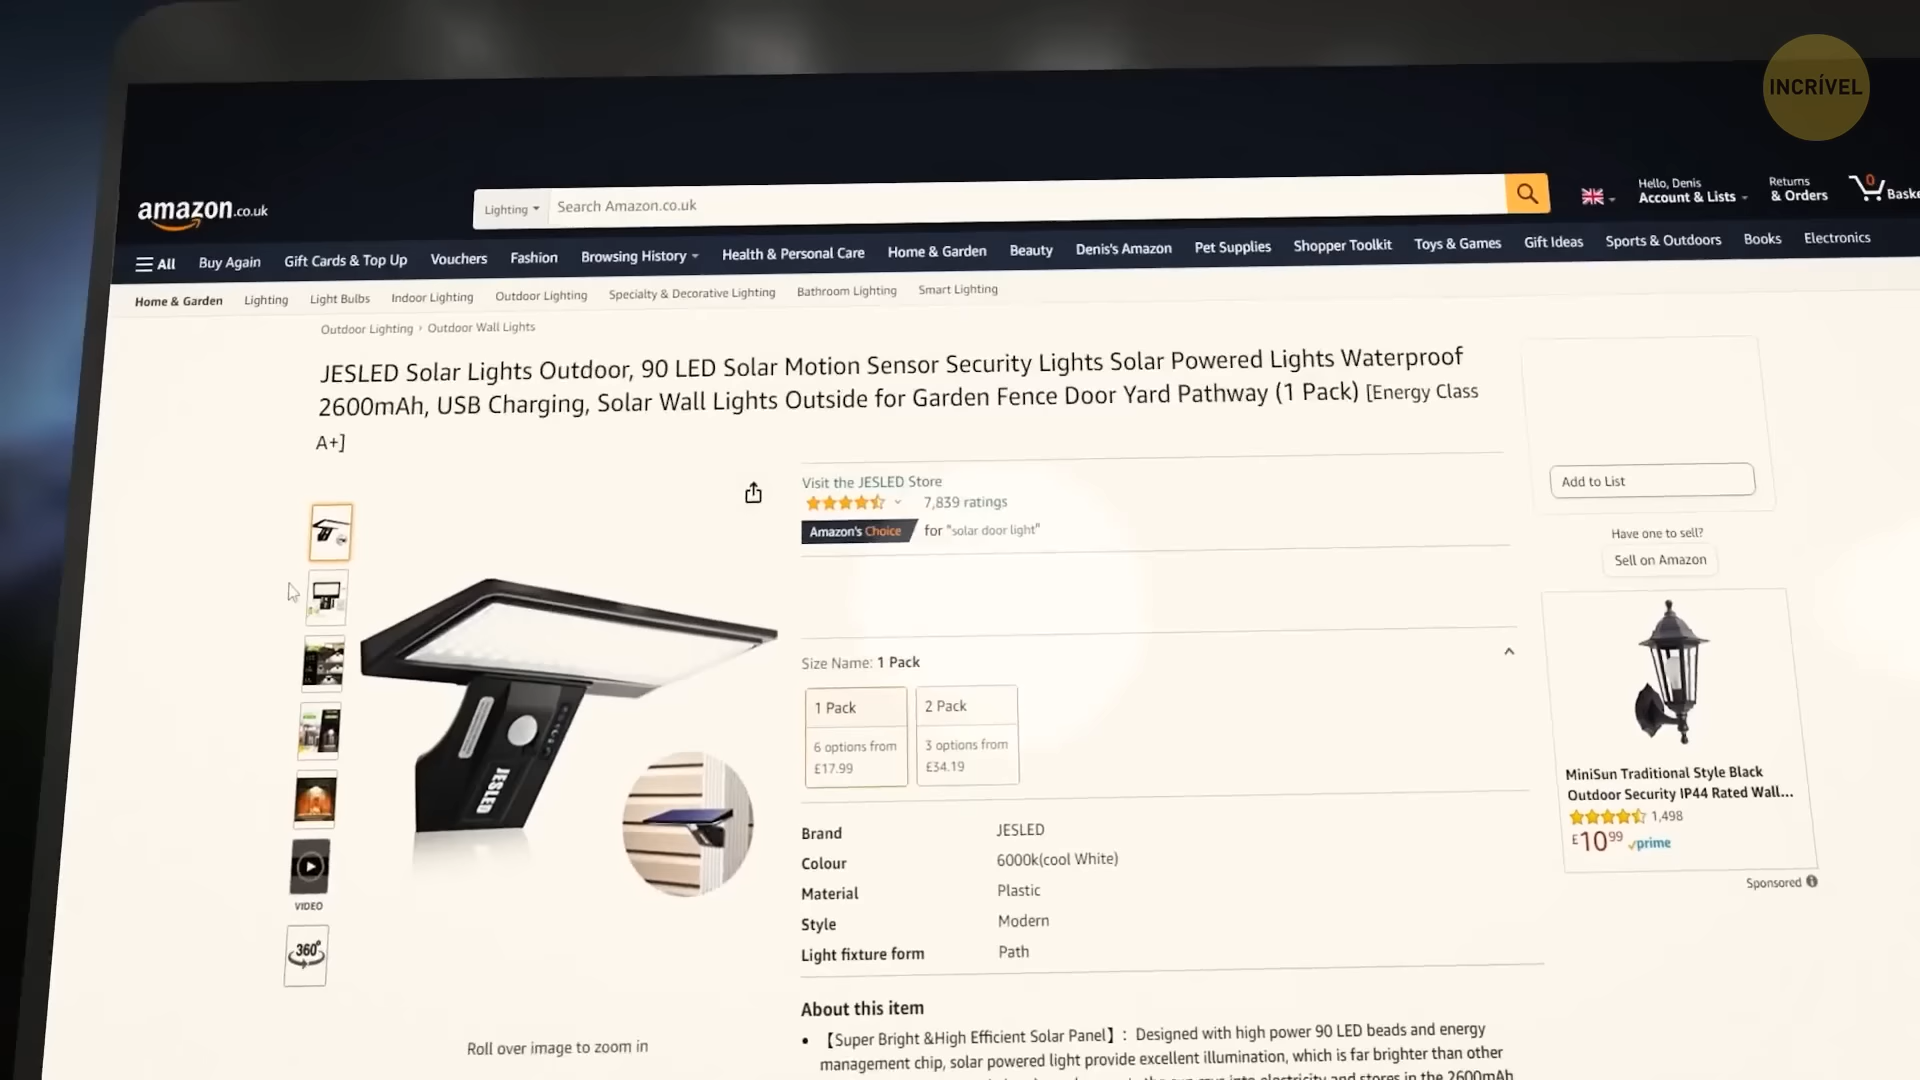 INCRÍVEL
amazon.co.uk
Lighting
Search Amazon.co.uk
Hello, Denis
Account & Lists
Returns
& Orders
0
All
Buy Again
Gift Cards & Top Up
Vouchers
Fashion
Browsing History
Health & Personal Care
Home & Garden
Beauty
Denis's Amazon
Pet Supplies
Shopper Toolkit
Toys & Games
Gift Ideas
Sports & Outdoors
Books
Electronics
Home & Garden
Lighting
Light Bulbs
Indoor Lighting
Outdoor Lighting
Specialty & Decorative Lighting
Bathroom Lighting
Smart Lighting
Outdoor Lighting › Outdoor Wall Lights
JESLED Solar Lights Outdoor, 90 LED Solar Motion Sensor Security Lights Solar Powered Lights Waterproof
2600mAh, USB Charging, Solar Wall Lights Outside for Garden Fence Door Yard Pathway (1 Pack) [Energy Class
A+]
Visit the JESLED Store
7,839 ratings
Amazon's Choice for "solar door light"
Size Name: 1 Pack
1 Pack
6 options from
£17.99
2 Pack
3 options from
£34.19
Brand JESLED
Colour 6000k(cool White)
Material Plastic
Style Modern
Light fixture form Path
About this item
• 【Super Bright &High Efficient Solar Panel】: Designed with high power 90 LED beads and energy
management chip, solar powered light provide excellent illumination, which is far brighter than other
electricity and stores in the 2600mAh
JESLED
VIDEO
360°
Roll over image to zoom in
Add to List
Have one to sell?
Sell on Amazon
MiniSun Traditional Style Black
Outdoor Security IP44 Rated Wall...
1,498
£10.99 prime
Sponsored